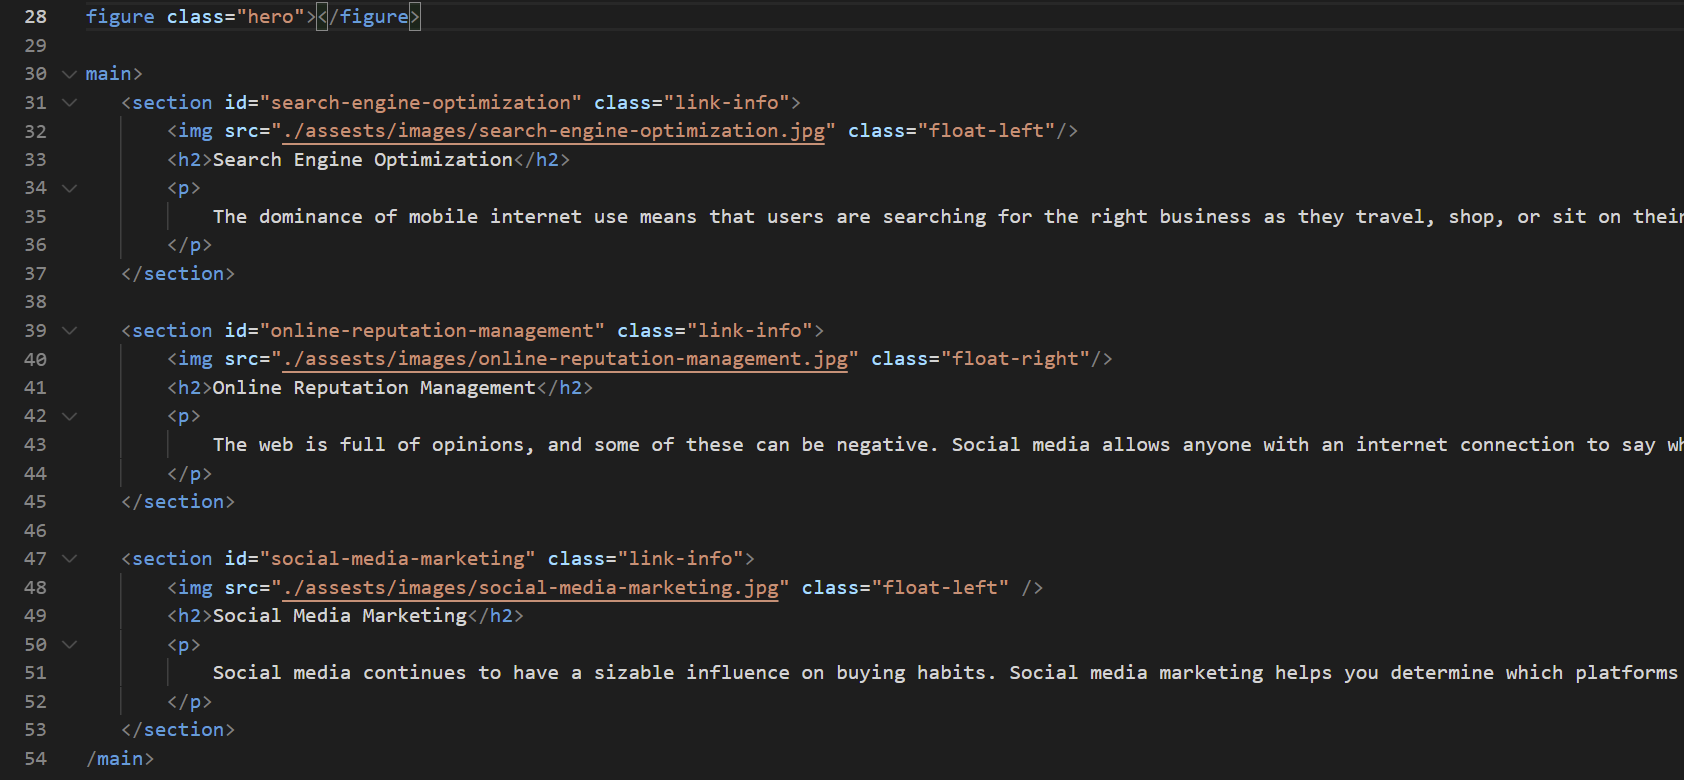 28 figure class="hero"></figure>
29
30 main>
31 <section id="search-engine-optimization" class="link-info">
32 <img src="./assests/images/search-engine-optimization.jpg" class="float-left"/>
33 <h2>Search Engine Optimization</h2>
34 <p>
35 The dominance of mobile internet use means that users are searching for the right business as they travel, shop, or sit on their
36 </p>
37 </section>
38
39 <section id="online-reputation-management" class="link-info">
40 <img src="./assests/images/online-reputation-management.jpg" class="float-right"/>
41 <h2>Online Reputation Management</h2>
42 <p>
43 The web is full of opinions, and some of these can be negative. Social media allows anyone with an internet connection to say wh
44 </p>
45 </section>
46
47 <section id="social-media-marketing" class="link-info">
48 <img src="./assests/images/social-media-marketing.jpg" class="float-left" />
49 <h2>Social Media Marketing</h2>
50 <p>
51 Social media continues to have a sizable influence on buying habits. Social media marketing helps you determine which platforms
52 </p>
53 </section>
54 /main>